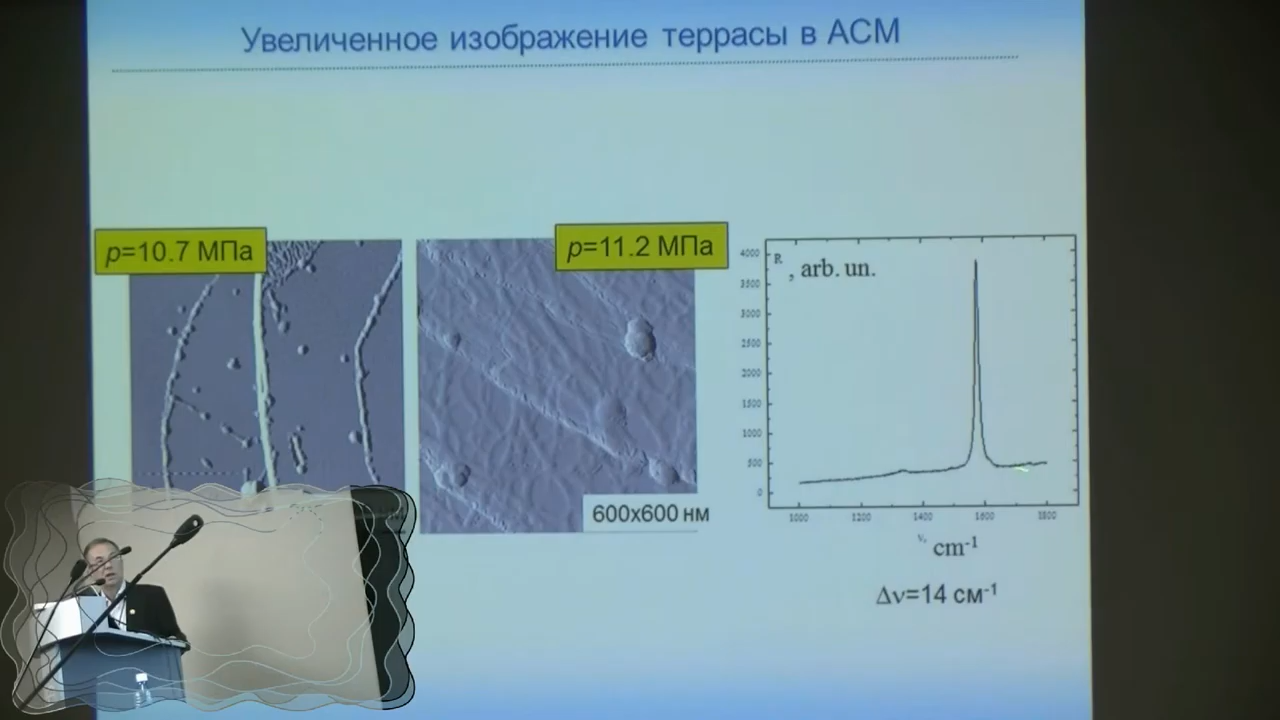 Увеличенное изображение террасы в АСМ
p=10.7 МПа
p=11.2 МПа
600x600 нм
R , arb. un.
4000
3500
3000
2500
2000
1500
1000
500
0
1000 1200 1400 1600 1800
ν, cm-1
Δν=14 см-1